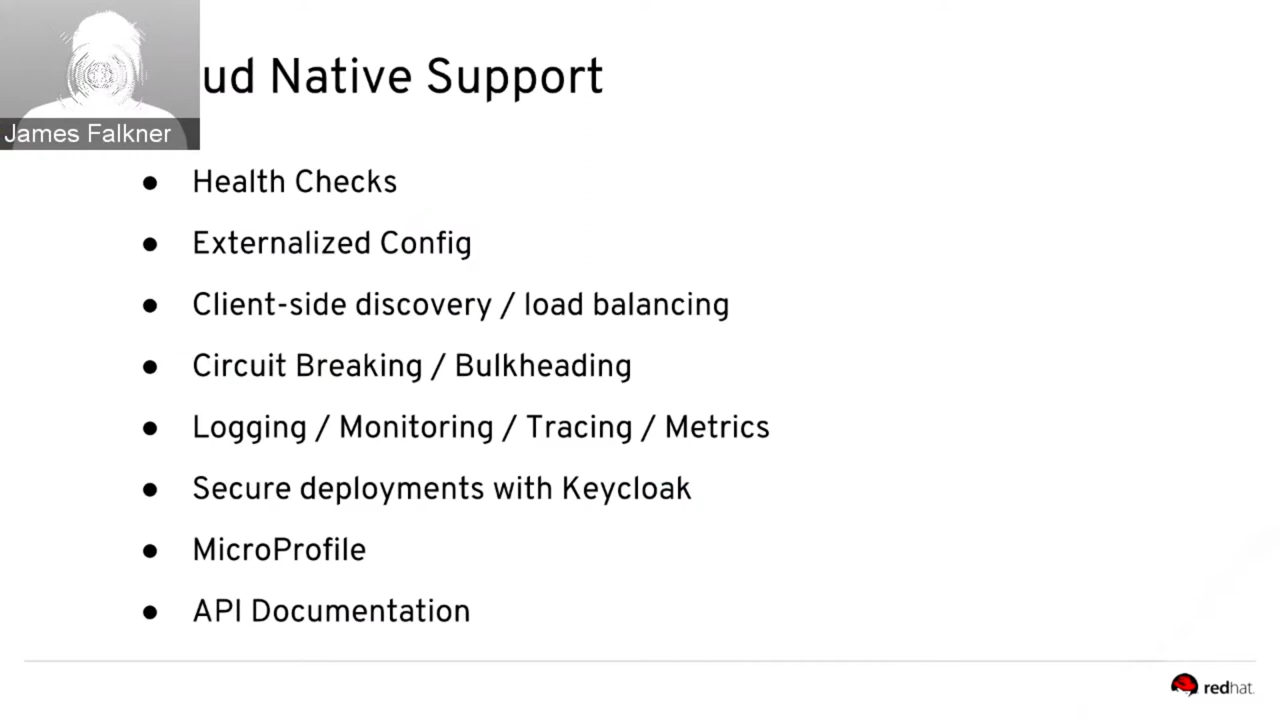 ud Native Support
James Falkner
● Health Checks
● Externalized Config
● Client-side discovery / load balancing
● Circuit Breaking / Bulkheading
● Logging / Monitoring / Tracing / Metrics
● Secure deployments with Keycloak
● MicroProfile
● API Documentation
redhat.